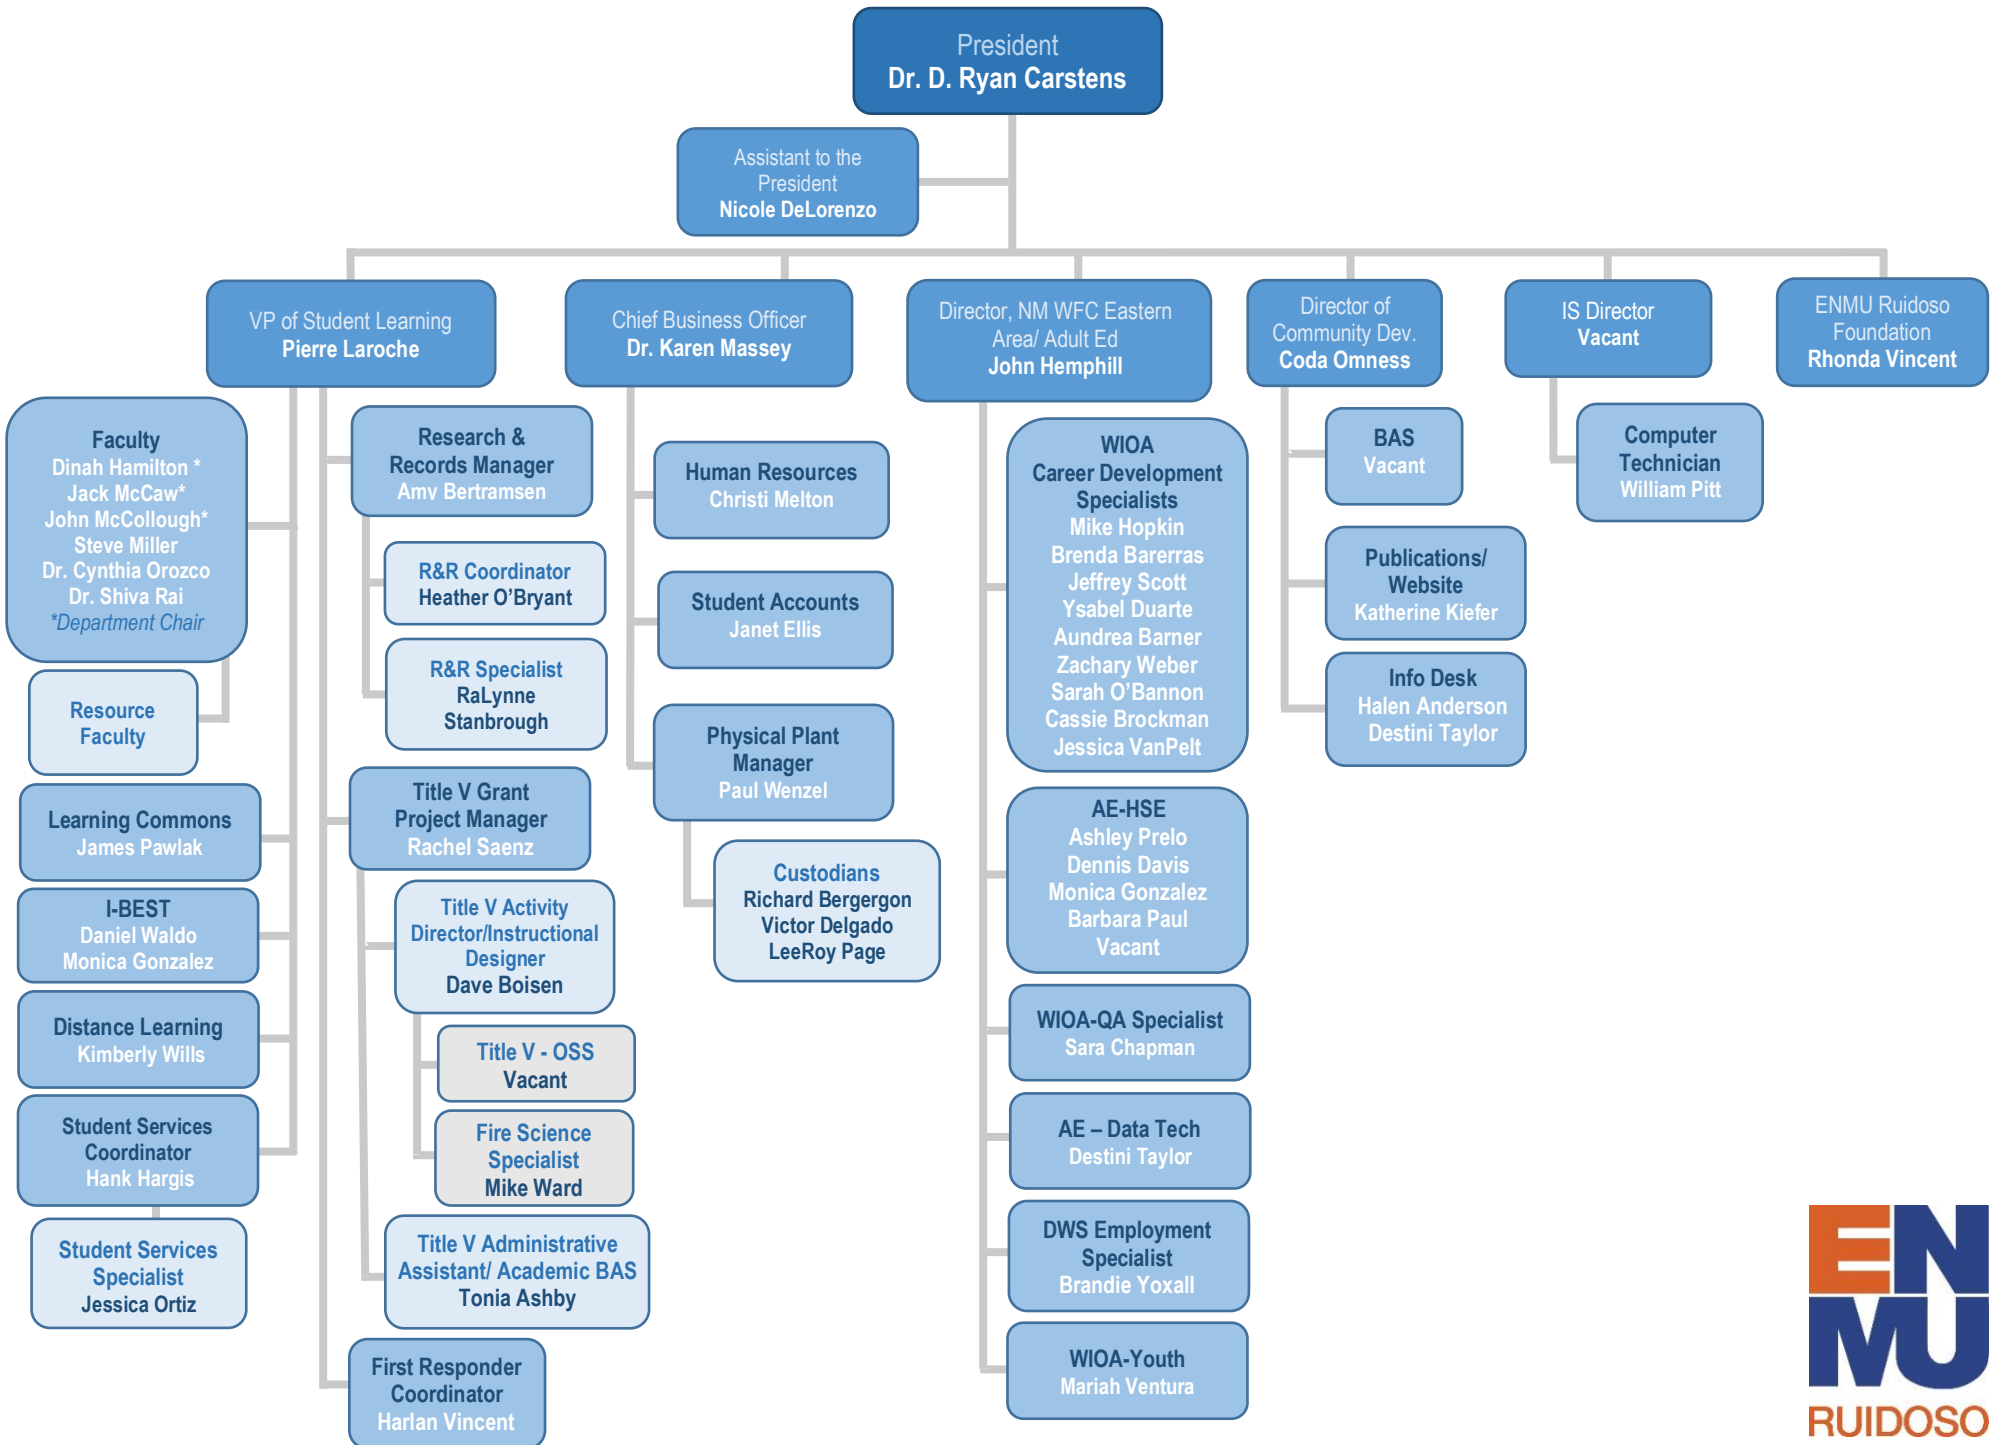 President
Dr. D. Ryan Carstens
Assistant to the
President
Nicole DeLorenzo
VP of Student Learning
Pierre Laroche
Chief Business Officer
Dr. Karen Massey
Director, NM WFC Eastern
Area/ Adult Ed
John Hemphill
Director of
Community Dev.
Coda Omness
IS Director
Vacant
ENMU Ruidoso
Foundation
Rhonda Vincent
Faculty
Dinah Hamilton *
Jack McCaw*
John McCollough*
Steve Miller
Dr. Cynthia Orozco
Dr. Shiva Rai
*Department Chair
Resource
Faculty
Learning Commons
James Pawlak
I-BEST
Daniel Waldo
Monica Gonzalez
Distance Learning
Kimberly Wills
Student Services
Coordinator
Hank Hargis
Student Services
Specialist
Jessica Ortiz
Research &
Records Manager
Amy Bertramsen
R&R Coordinator
Heather O’Bryant
R&R Specialist
RaLynne
Stanbrough
Title V Grant
Project Manager
Rachel Saenz
Title V Activity
Director/Instructional
Designer
Dave Boisen
Title V - OSS
Vacant
Fire Science
Specialist
Mike Ward
Title V Administrative
Assistant/ Academic BAS
Tonia Ashby
First Responder
Coordinator
Harlan Vincent
Human Resources
Christi Melton
Student Accounts
Janet Ellis
Physical Plant
Manager
Paul Wenzel
Custodians
Richard Bergergon
Victor Delgado
LeeRoy Page
WIOA
Career Development
Specialists
Mike Hopkin
Brenda Barerras
Jeffrey Scott
Ysabel Duarte
Aundrea Barner
Zachary Weber
Sarah O’Bannon
Cassie Brockman
Jessica VanPelt
AE-HSE
Ashley Prelo
Dennis Davis
Monica Gonzalez
Barbara Paul
Vacant
WIOA-QA Specialist
Sara Chapman
AE – Data Tech
Destini Taylor
DWS Employment
Specialist
Brandie Yoxall
WIOA-Youth
Mariah Ventura
BAS
Vacant
Publications/
Website
Katherine Kiefer
Info Desk
Halen Anderson
Destini Taylor
Computer
Technician
William Pitt
EN
MU
RUIDOSO